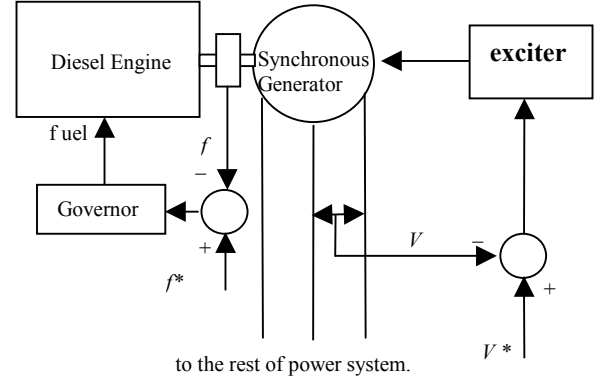 Diesel Engine
Synchronous
Generator
exciter
f uel
f
−
Governor
+
f*
V
−
+
V *
to the rest of power system.